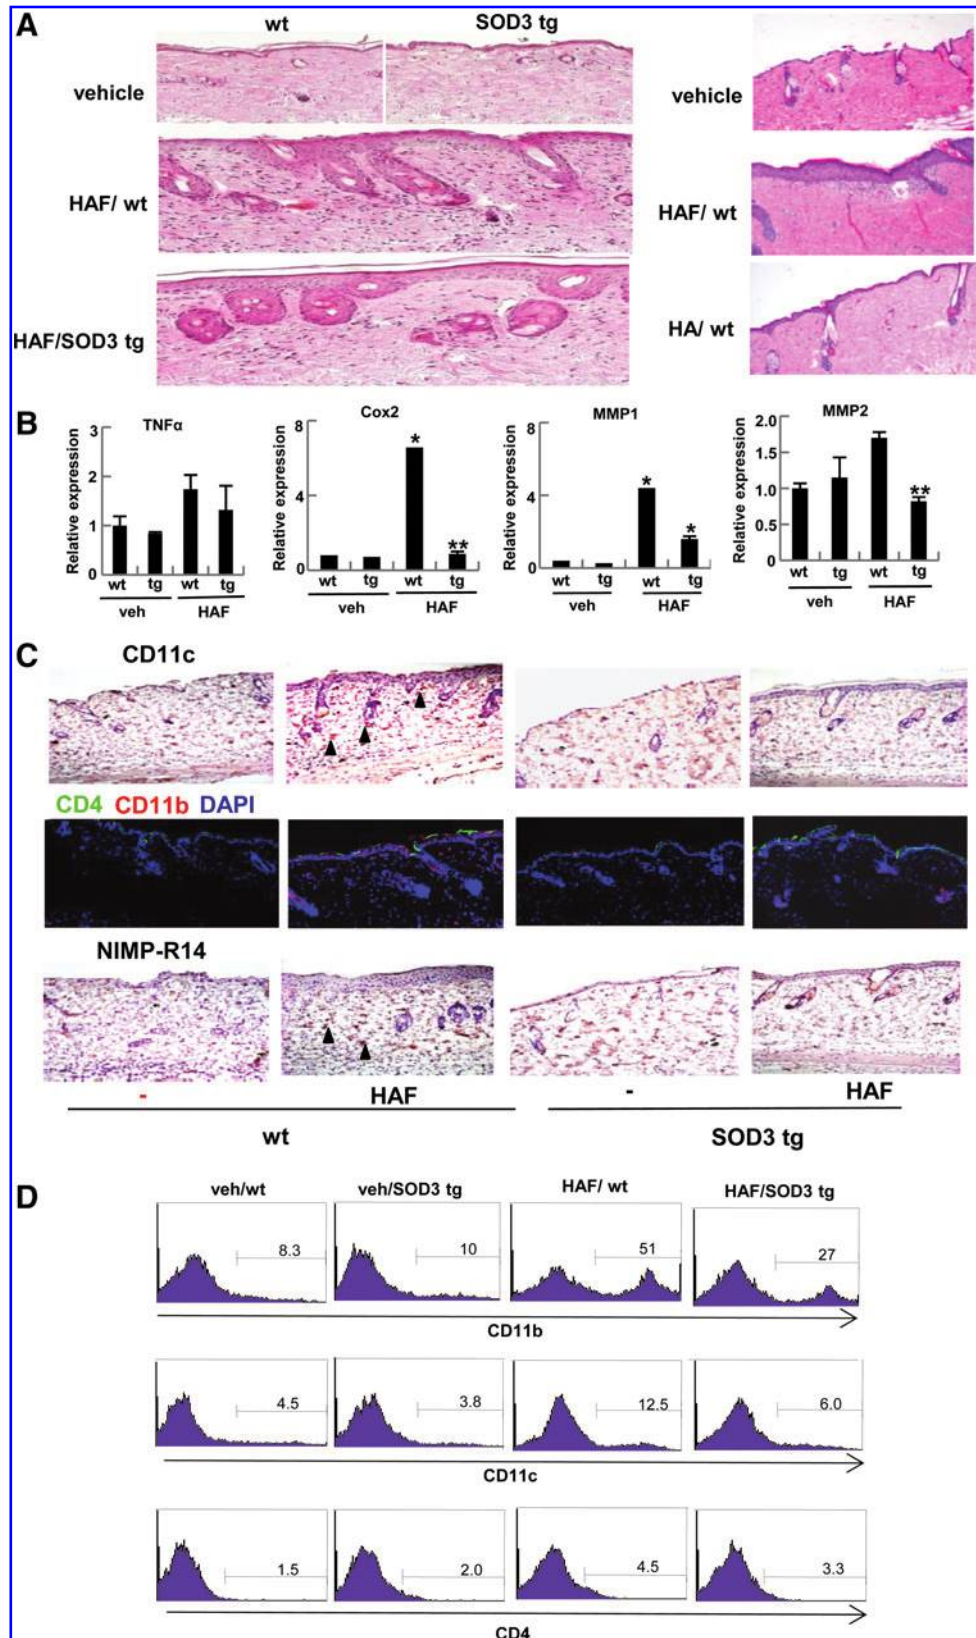 A
wt SOD3 tg
vehicle
vehicle
HAF/ wt
HAF/ wt
HAF/SOD3 tg
HA/ wt
B
TNFα
Relative expression
3
2
1
0
wt tg wt tg
veh HAF
Cox2
Relative expression
8
4
0
*
**
wt tg wt tg
veh HAF
MMP1
Relative expression
8
4
0
*
*
wt tg wt tg
veh HAF
MMP2
Relative expression
2.0
1.5
1.0
0.5
0
**
wt tg wt tg
veh HAF
C
CD11c
CD4 CD11b DAPI
NIMP-R14
- HAF - HAF
wt SOD3 tg
D
veh/wt veh/SOD3 tg HAF/ wt HAF/SOD3 tg
8.3 10 51 27
CD11b
4.5 3.8 12.5 6.0
CD11c
1.5 2.0 4.5 3.3
CD4